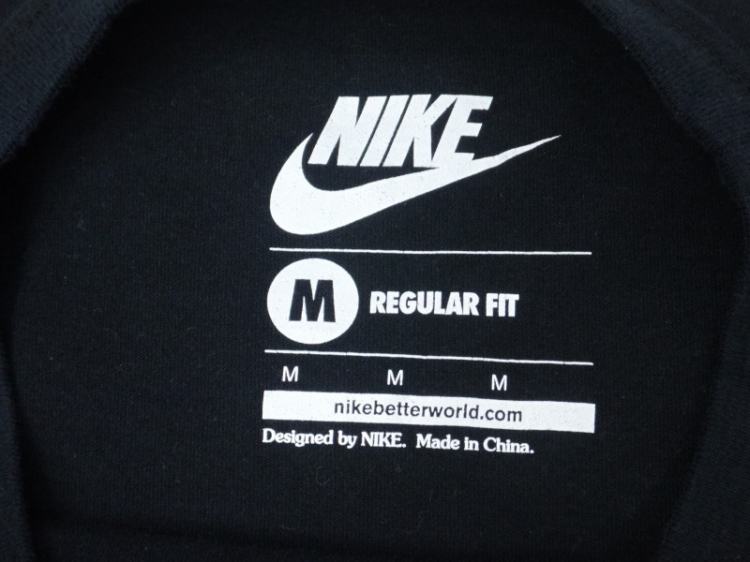 NIKE
M REGULAR FIT
M M M
nikebetterworld.com
Designed by NIKE. Made in China.